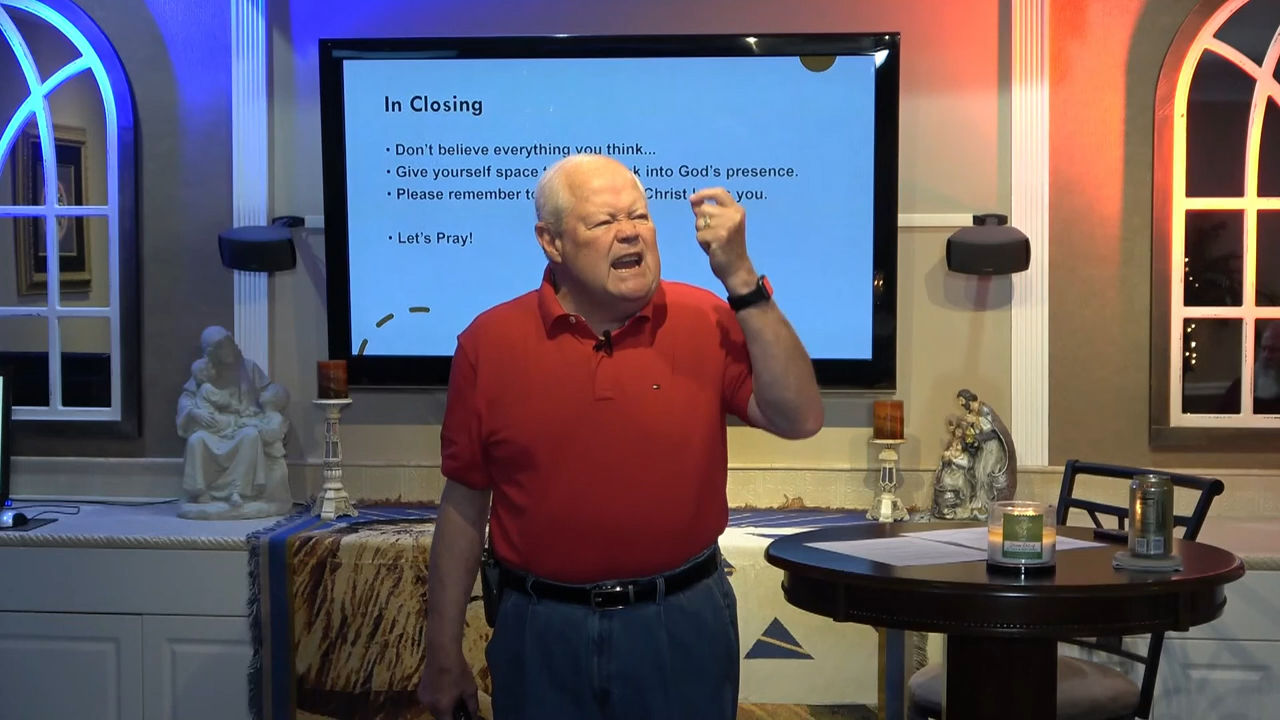 In Closing
• Don't believe everything you think...
• Give yourself space into God's presence.
• Please remember Christ you.
• Let's Pray!